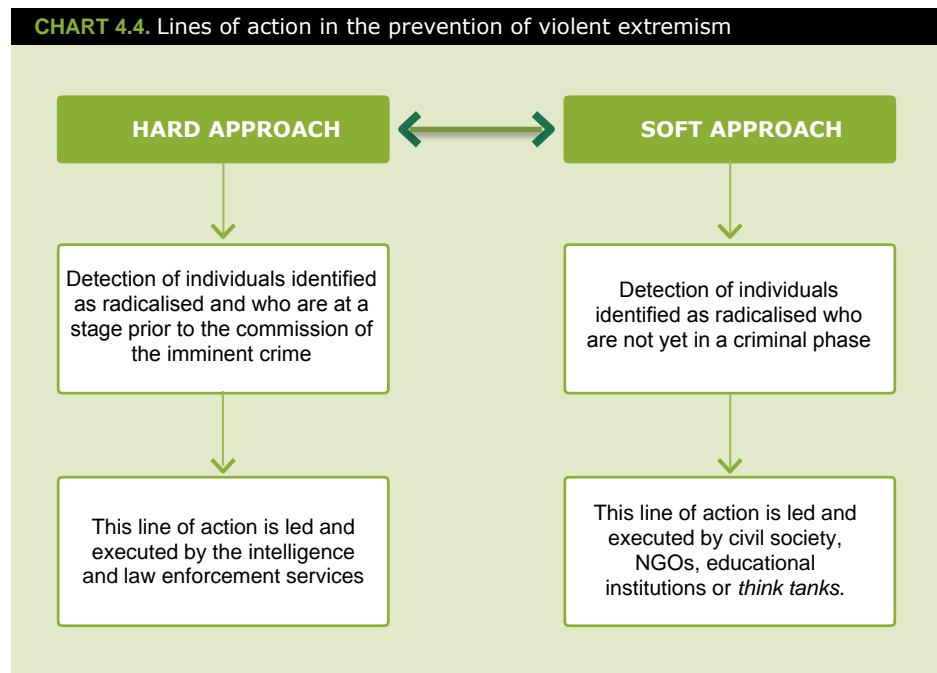 CHART 4.4. Lines of action in the prevention of violent extremism
HARD APPROACH
Detection of individuals identified
as radicalised and who are at a
stage prior to the commission of
the imminent crime
This line of action is led and
executed by the intelligence
and law enforcement services
SOFT APPROACH
Detection of individuals
identified as radicalised who
are not yet in a criminal phase
This line of action is led and
executed by civil society,
NGOs, educational
institutions or think tanks.